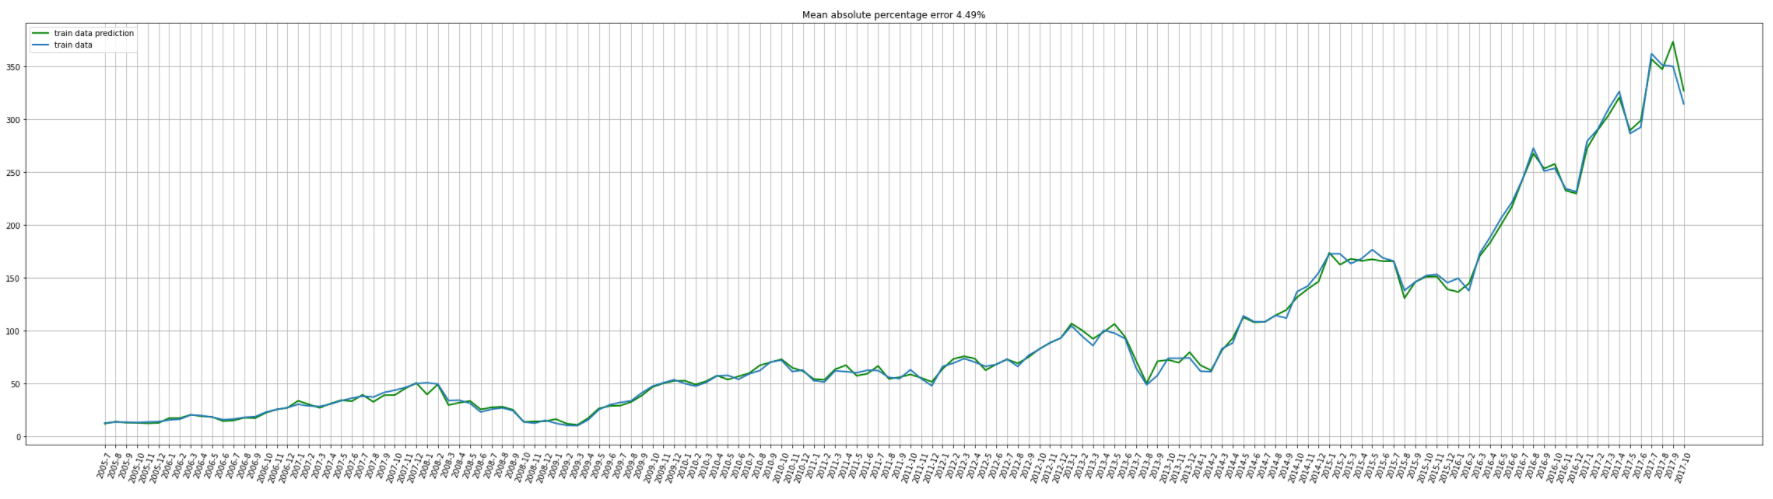 Mean absolute percentage error 4.49%
train data prediction
train data
350
300
250
200
150
100
50
0
2005-7 2005-8 2005-9 2005-10 2005-11 2005-12 2006-1 2006-2 2006-3 2006-4 2006-5 2006-6 2006-7 2006-8 2006-9 2006-10 2006-11 2006-12 2007-1 2007-2 2007-3 2007-4 2007-5 2007-6 2007-7 2007-8 2007-9 2007-10 2007-11 2007-12 2008-1 2008-2 2008-3 2008-4 2008-5 2008-6 2008-7 2008-8 2008-9 2008-10 2008-11 2008-12 2009-1 2009-2 2009-3 2009-4 2009-5 2009-6 2009-7 2009-8 2009-9 2009-10 2009-11 2009-12 2010-1 2010-2 2010-3 2010-4 2010-5 2010-6 2010-7 2010-8 2010-9 2010-10 2010-11 2010-12 2011-1 2011-2 2011-3 2011-4 2011-5 2011-6 2011-7 2011-8 2011-9 2011-10 2011-11 2011-12 2012-1 2012-2 2012-3 2012-4 2012-5 2012-6 2012-7 2012-8 2012-9 2012-10 2012-11 2012-12 2013-1 2013-2 2013-3 2013-4 2013-5 2013-6 2013-7 2013-8 2013-9 2013-10 2013-11 2013-12 2014-1 2014-2 2014-3 2014-4 2014-5 2014-6 2014-7 2014-8 2014-9 2014-10 2014-11 2014-12 2015-1 2015-2 2015-3 2015-4 2015-5 2015-6 2015-7 2015-8 2015-9 2015-10 2015-11 2015-12 2016-1 2016-2 2016-3 2016-4 2016-5 2016-6 2016-7 2016-8 2016-9 2016-10 2016-11 2016-12 2017-1 2017-2 2017-3 2017-4 2017-5 2017-6 2017-7 2017-8 2017-9 2017-10